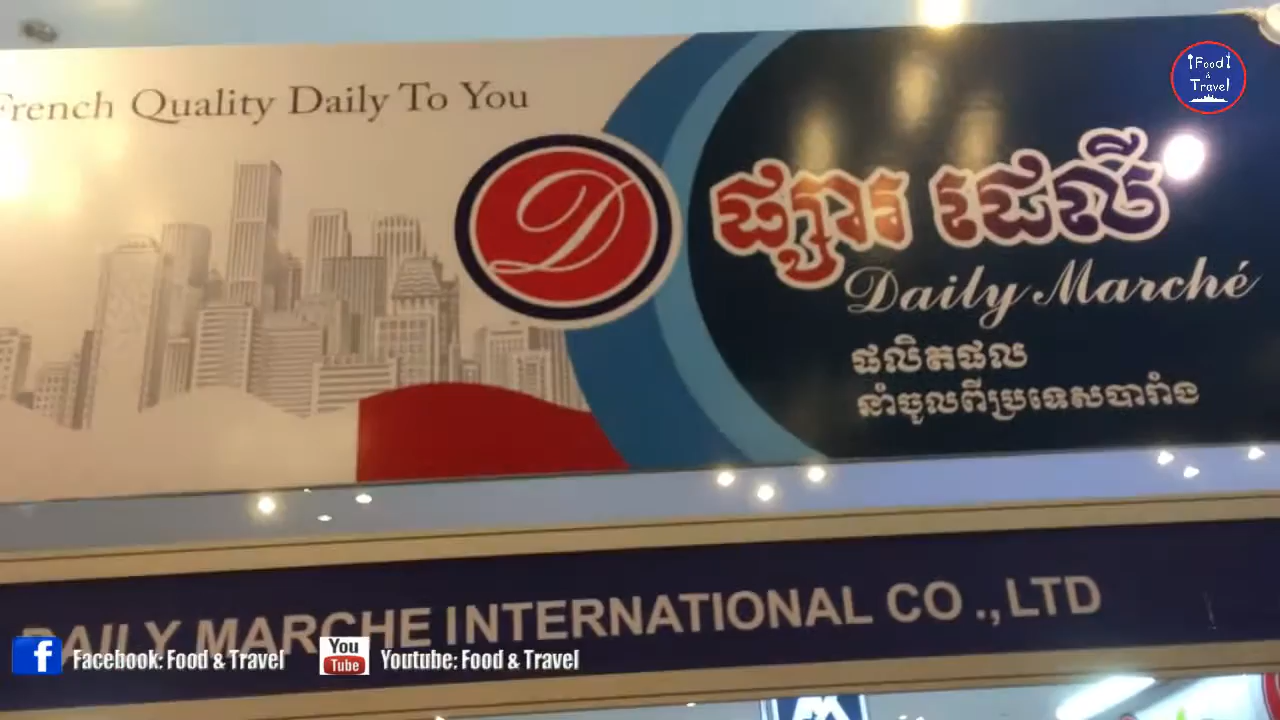 French Quality Daily To You
D
ផ្សារ ដេលី
Daily Marché
ផលិតផល
នាំចូលពីប្រទេសបារាំង
DAILY MARCHE INTERNATIONAL CO .,LTD
Food
&
Travel
f Facebook: Food & Travel
You Tube Youtube: Food & Travel